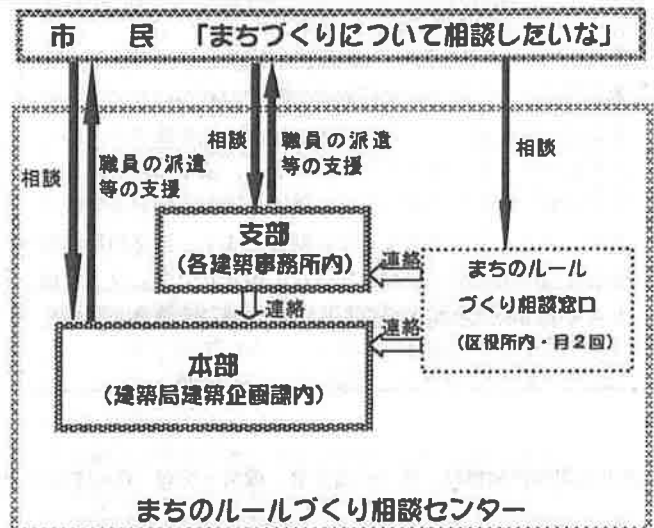 市 民 「まちづくりについて相談したいな」
相談
職員の派遣
等の支援
相談
職員の派遣
等の支援
相談
支部
(各建築事務所内)
連絡
まちのルール
づくり相談窓口
(区役所内・月2回)
連絡
連絡
本部
(建築局建築企画課内)
まちのルールづくり相談センター